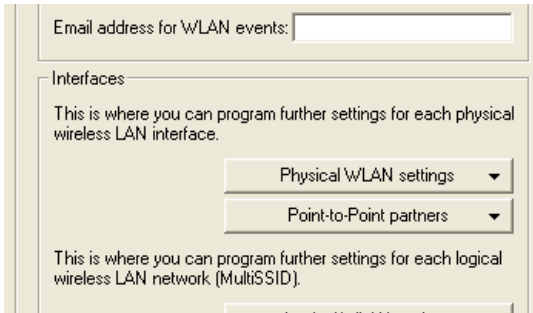 Email address for WLAN events:
Interfaces
This is where you can program further settings for each physical
wireless LAN interface.
Physical WLAN settings
Point-to-Point partners
This is where you can program further settings for each logical
wireless LAN network (MultiSSID).